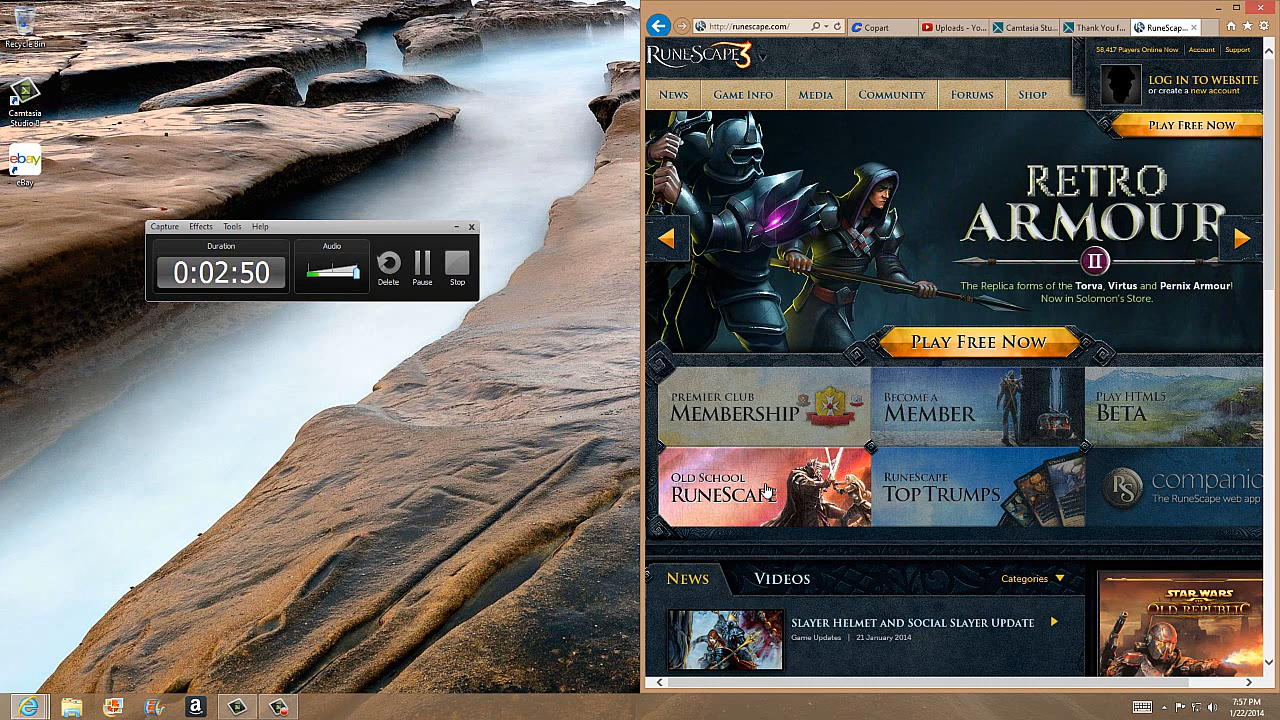 Recycle Bin
Camtasia
Studio 8
ebay
eBay
Capture Effects Tools Help
Duration
Audio
0:02:50
Delete
Pause
Stop
http://runescape.com/
Copart
Uploads - Yo...
Camtasia Stu...
Thank You f...
RuneScap...
RUNESCAPE 3
58,417 Players Online Now
Account
Support
LOG IN TO WEBSITE
or create a new account
NEWS
GAME INFO
MEDIA
COMMUNITY
FORUMS
SHOP
PLAY FREE NOW
RETRO
ARMOUR
II
The Replica forms of the Torva, Virtus and Pernix Armour!
Now in Solomon's Store.
PLAY FREE NOW
PREMIER CLUB
MEMBERSHIP
BECOME A
MEMBER
PLAY HTML5
BETA
OLD SCHOOL
RUNESCAPE
RUNESCAPE
TOP TRUMPS
RS
companio
The RuneScape web app
NEWS
VIDEOS
Categories
SLAYER HELMET AND SOCIAL SLAYER UPDATE
Game Updates | 21 January 2014
STAR WARS
THE OLD REPUBLIC
a
7:57 PM
1/22/2014